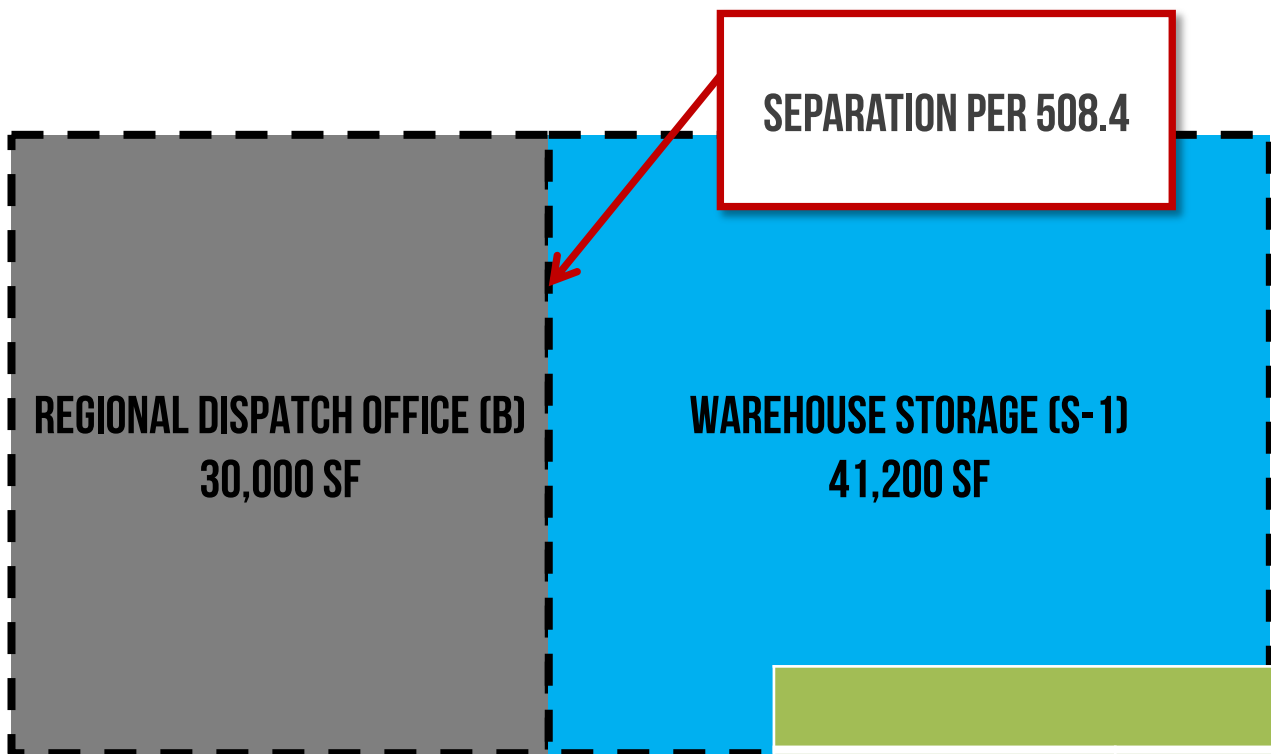 SEPARATION PER 508.4
REGIONAL DISPATCH OFFICE (B)
30,000 SF
WAREHOUSE STORAGE (S-1)
41,200 SF